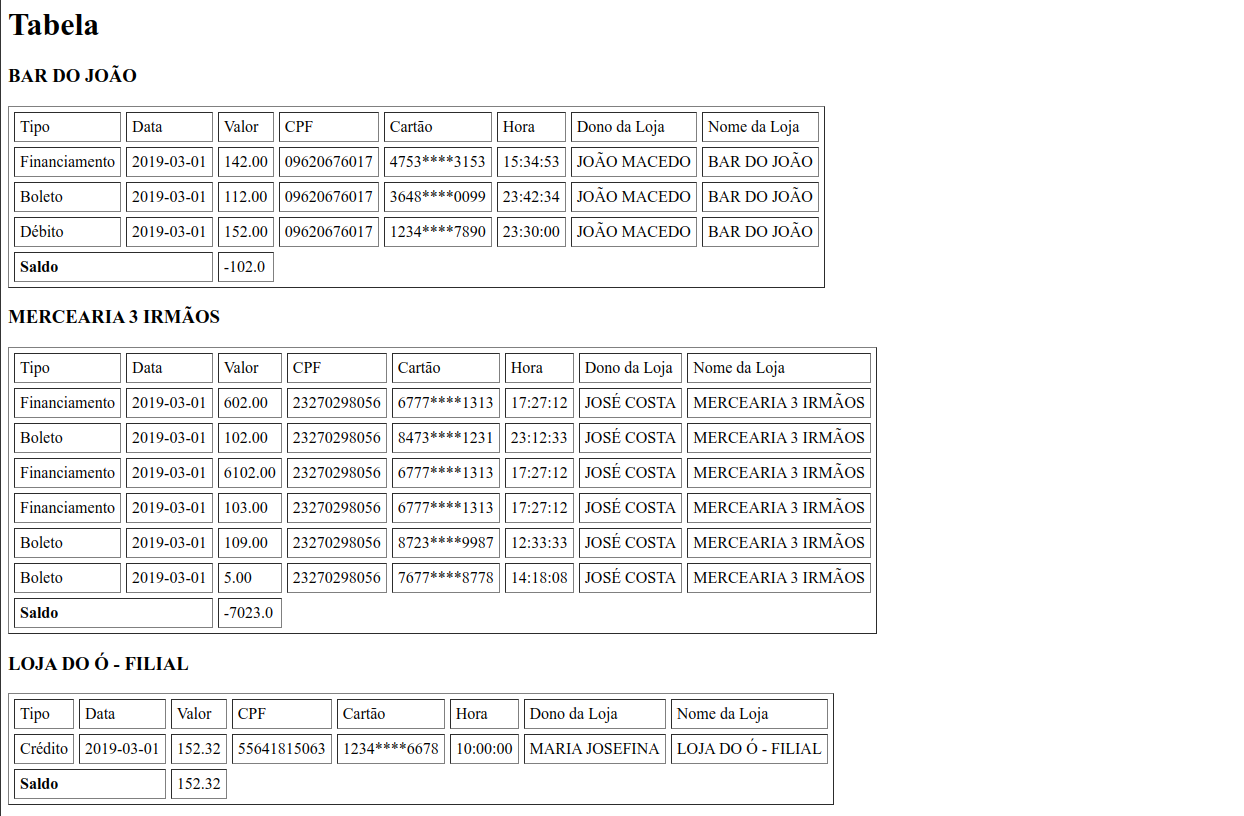 Tabela
BAR DO JOÃO
Tipo Data Valor CPF Cartão Hora Dono da Loja Nome da Loja
Financiamento 2019-03-01 142.00 09620676017 4753****3153 15:34:53 JOÃO MACEDO BAR DO JOÃO
Boleto 2019-03-01 112.00 09620676017 3648****0099 23:42:34 JOÃO MACEDO BAR DO JOÃO
Débito 2019-03-01 152.00 09620676017 1234****7890 23:30:00 JOÃO MACEDO BAR DO JOÃO
Saldo -102.0
MERCEARIA 3 IRMÃOS
Tipo Data Valor CPF Cartão Hora Dono da Loja Nome da Loja
Financiamento 2019-03-01 602.00 23270298056 6777****1313 17:27:12 JOSÉ COSTA MERCEARIA 3 IRMÃOS
Boleto 2019-03-01 102.00 23270298056 8473****1231 23:12:33 JOSÉ COSTA MERCEARIA 3 IRMÃOS
Financiamento 2019-03-01 6102.00 23270298056 6777****1313 17:27:12 JOSÉ COSTA MERCEARIA 3 IRMÃOS
Financiamento 2019-03-01 103.00 23270298056 6777****1313 17:27:12 JOSÉ COSTA MERCEARIA 3 IRMÃOS
Boleto 2019-03-01 109.00 23270298056 8723****9987 12:33:33 JOSÉ COSTA MERCEARIA 3 IRMÃOS
Boleto 2019-03-01 5.00 23270298056 7677****8778 14:18:08 JOSÉ COSTA MERCEARIA 3 IRMÃOS
Saldo -7023.0
LOJA DO Ó - FILIAL
Tipo Data Valor CPF Cartão Hora Dono da Loja Nome da Loja
Crédito 2019-03-01 152.32 55641815063 1234****6678 10:00:00 MARIA JOSEFINA LOJA DO Ó - FILIAL
Saldo 152.32